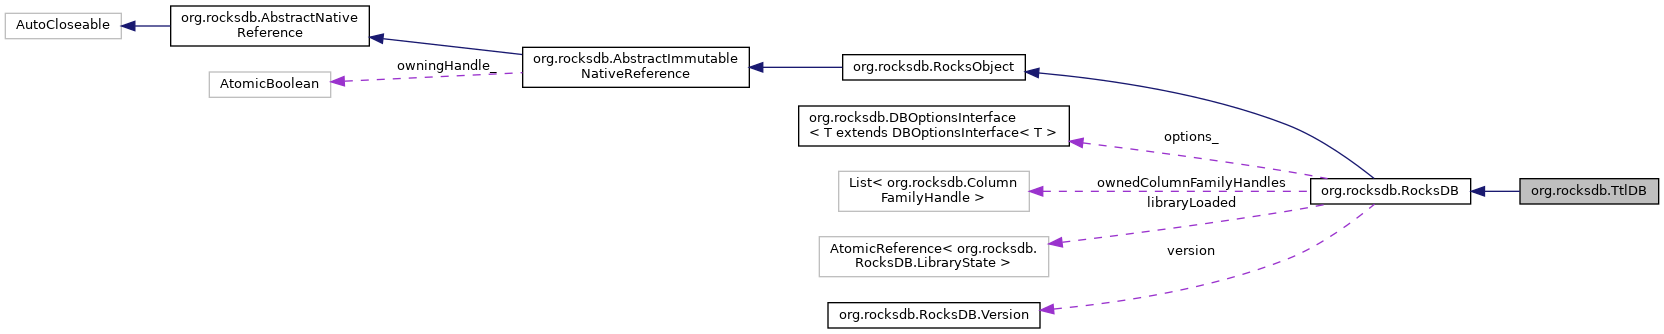 AutoCloseable
org.rocksdb.AbstractNative
Reference
owningHandle_
AtomicBoolean
org.rocksdb.AbstractImmutable
NativeReference
org.rocksdb.RocksObject
org.rocksdb.DBOptionsInterface
< T extends DBOptionsInterface< T >
options_
List< org.rocksdb.Column
FamilyHandle >
ownedColumnFamilyHandles
libraryLoaded
AtomicReference< org.rocksdb.
RocksDB.LibraryState >
version
org.rocksdb.RocksDB.Version
org.rocksdb.RocksDB
org.rocksdb.TtlDB